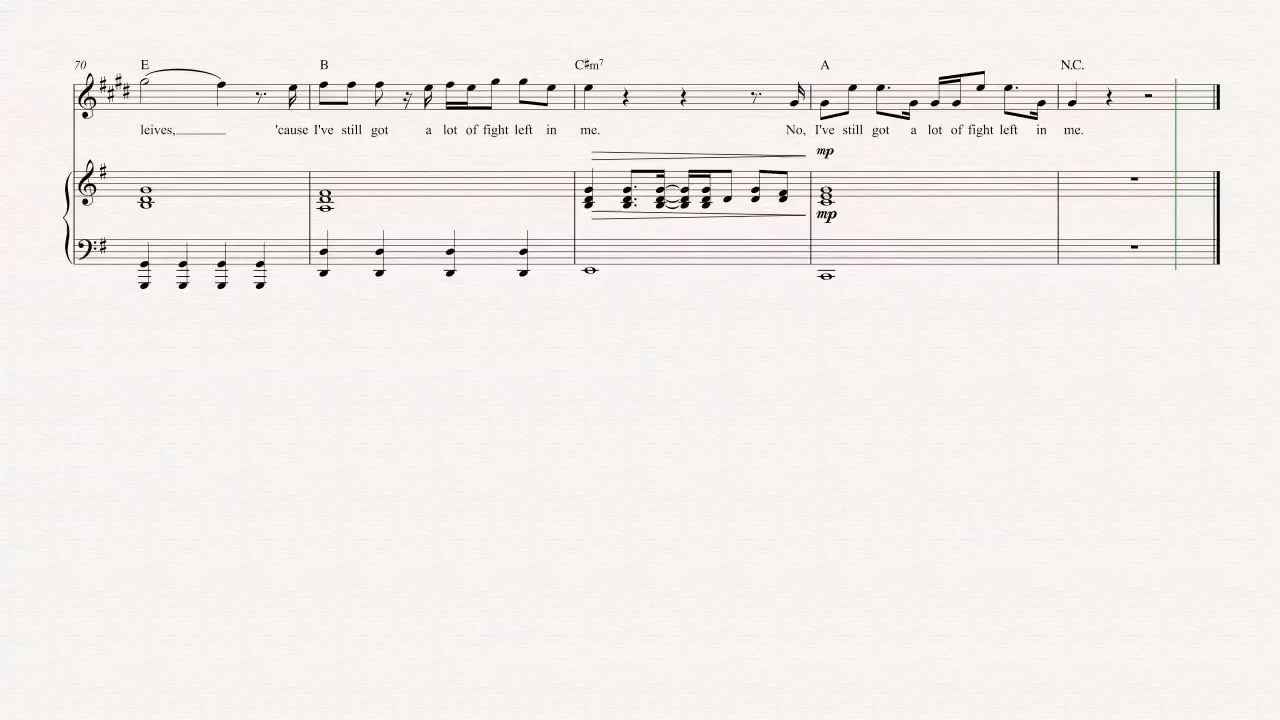 70 E B C♯m7 A N.C.
leives, 'cause I've still got a lot of fight left in me. No, I've still got a lot of fight left in me.
mp
mp